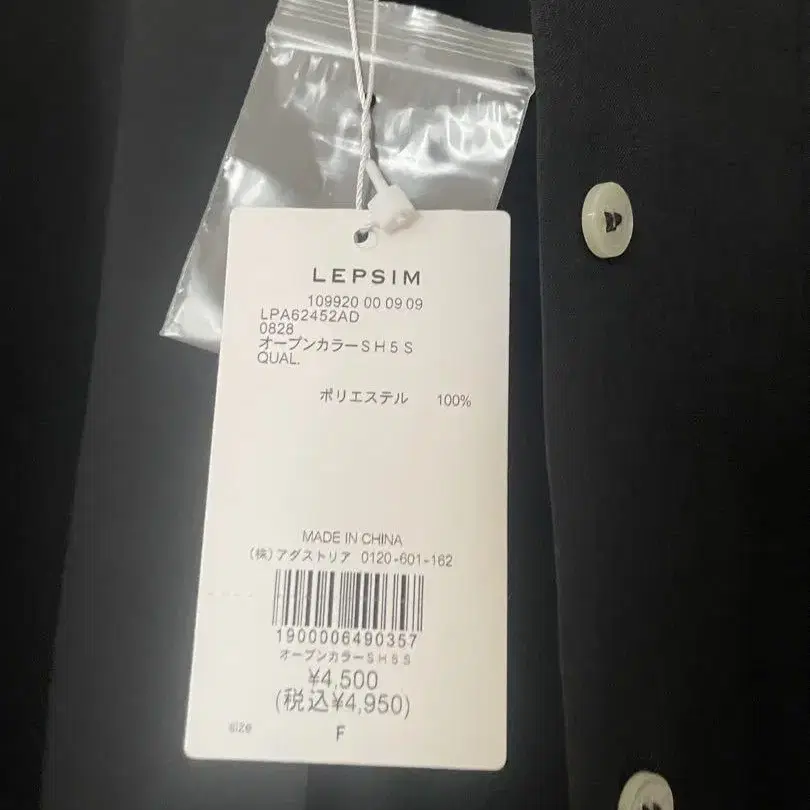 LEPSIM
109920 00 09 09
LPA62452AD
0828
オープンカラーＳＨ５Ｓ
QUAL.
ポリエステル 100%
MADE IN CHINA
(株)アダストリア 0120-601-162
1900006490357
オープンカラーＳＨ５Ｓ
¥4,500
(税込¥4,950)
size F